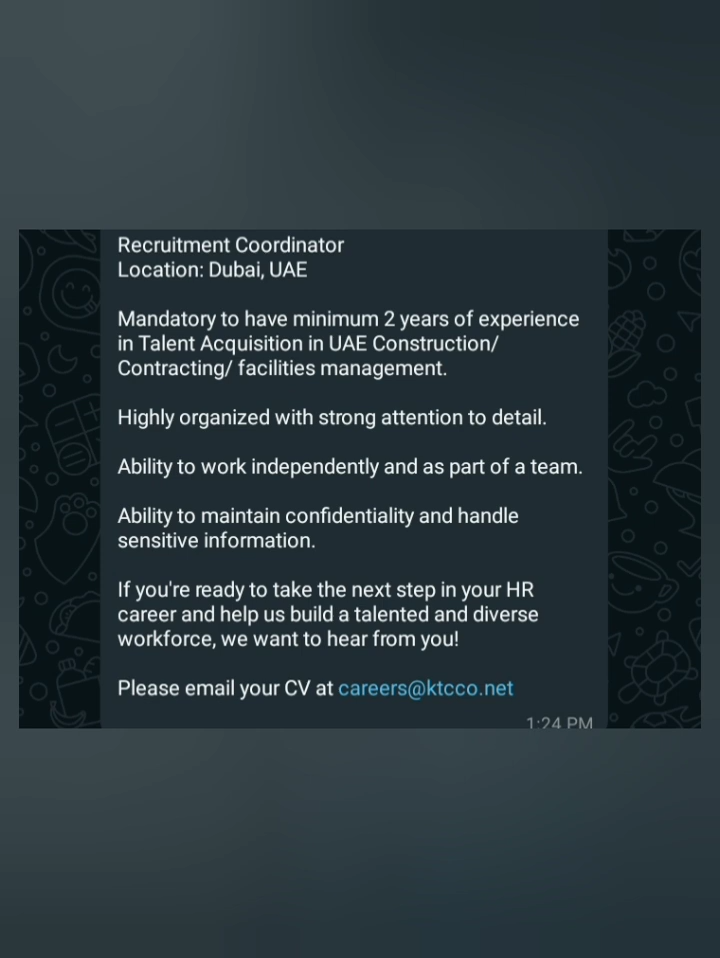 Recruitment Coordinator
Location: Dubai, UAE
Mandatory to have minimum 2 years of experience
in Talent Acquisition in UAE Construction/
Contracting/ facilities management.
Highly organized with strong attention to detail.
Ability to work independently and as part of a team.
Ability to maintain confidentiality and handle
sensitive information.
If you're ready to take the next step in your HR
career and help us build a talented and diverse
workforce, we want to hear from you!
Please email your CV at careers@ktcco.net
1:24 PM